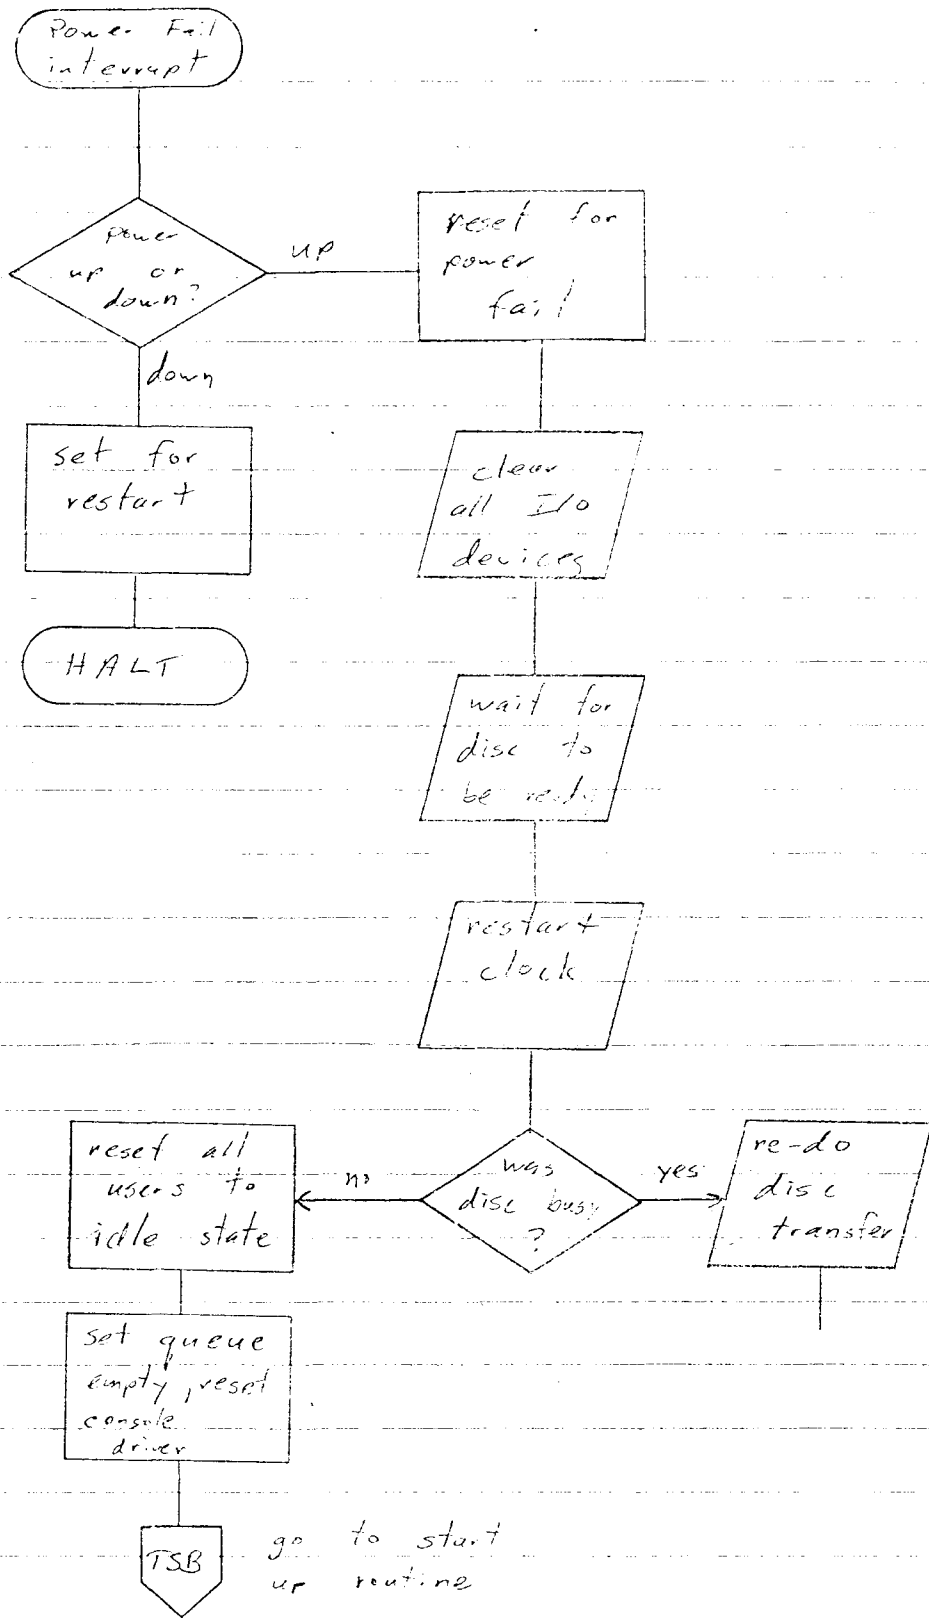 Power Fail
interrupt
power
up or
down?
up
reset for
power
fail
down
set for
restart
clear
all I/O
devices
HALT
wait for
disc to
be ready
restart
clock
reset all
users to
idle state
no
was
disc busy
?
yes
re-do
disc
transfer
set queue
empty, reset
console
driver
TSB
go to start
up routine